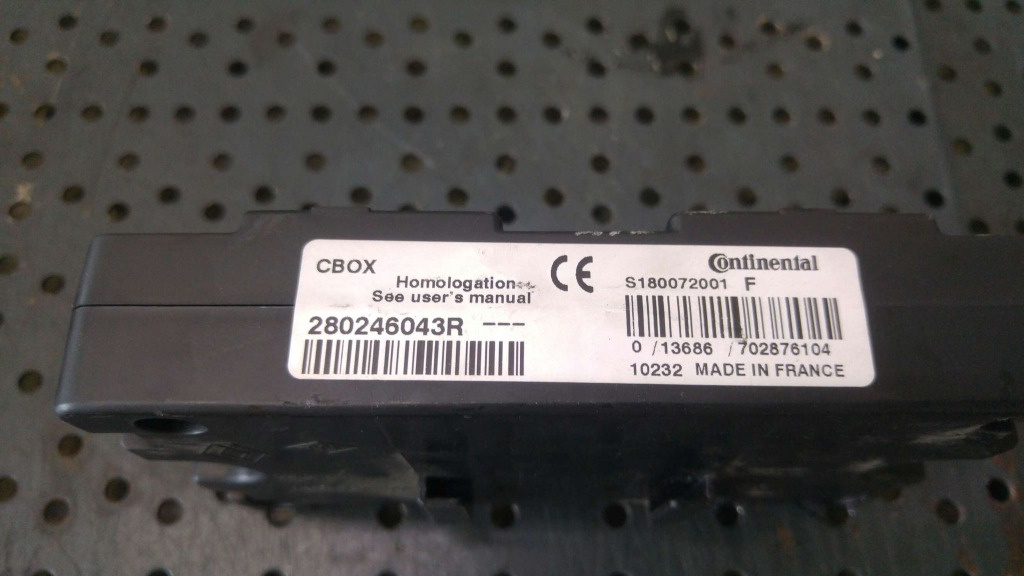 CBOX
Homologation
See user's manual
280246043R ---
CE
Continental
S180072001 F
0 /13686 /702876104
10232 MADE IN FRANCE